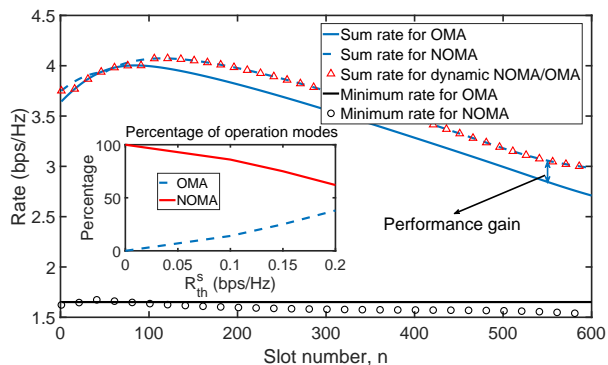 4.5
4
3.5
3
2.5
2
1.5
Rate (bps/Hz)
Sum rate for OMA
Sum rate for NOMA
Sum rate for dynamic NOMA/OMA
Minimum rate for OMA
Minimum rate for NOMA
Percentage of operation modes
100
50
0
Percentage
OMA
NOMA
0 0.05 0.1 0.15 0.2
R_th^s (bps/Hz)
Performance gain
0 100 200 300 400 500 600
Slot number, n